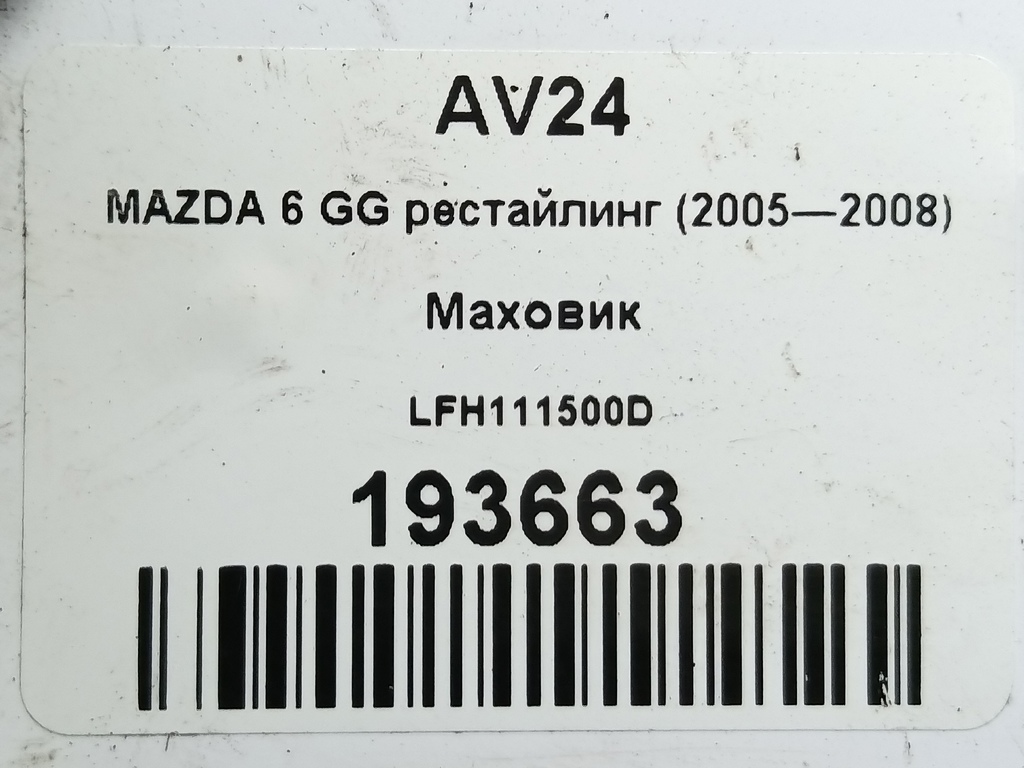 AV24
MAZDA 6 GG рестайлинг (2005—2008)
Маховик
LFH111500D
193663